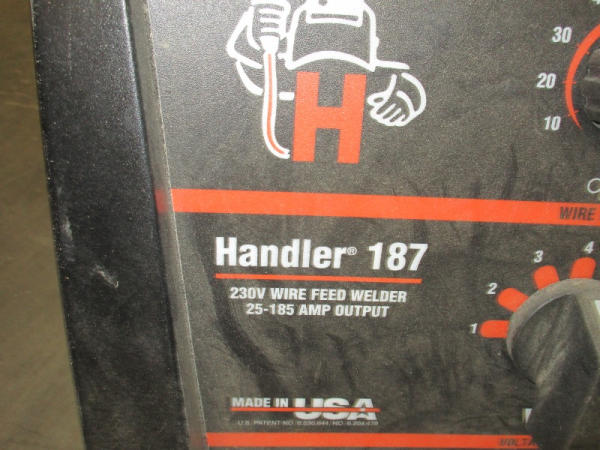 30
20
10
H
WIRE
Handler® 187
230V WIRE FEED WELDER
25-185 AMP OUTPUT
4
3
2
1
MADE IN USA